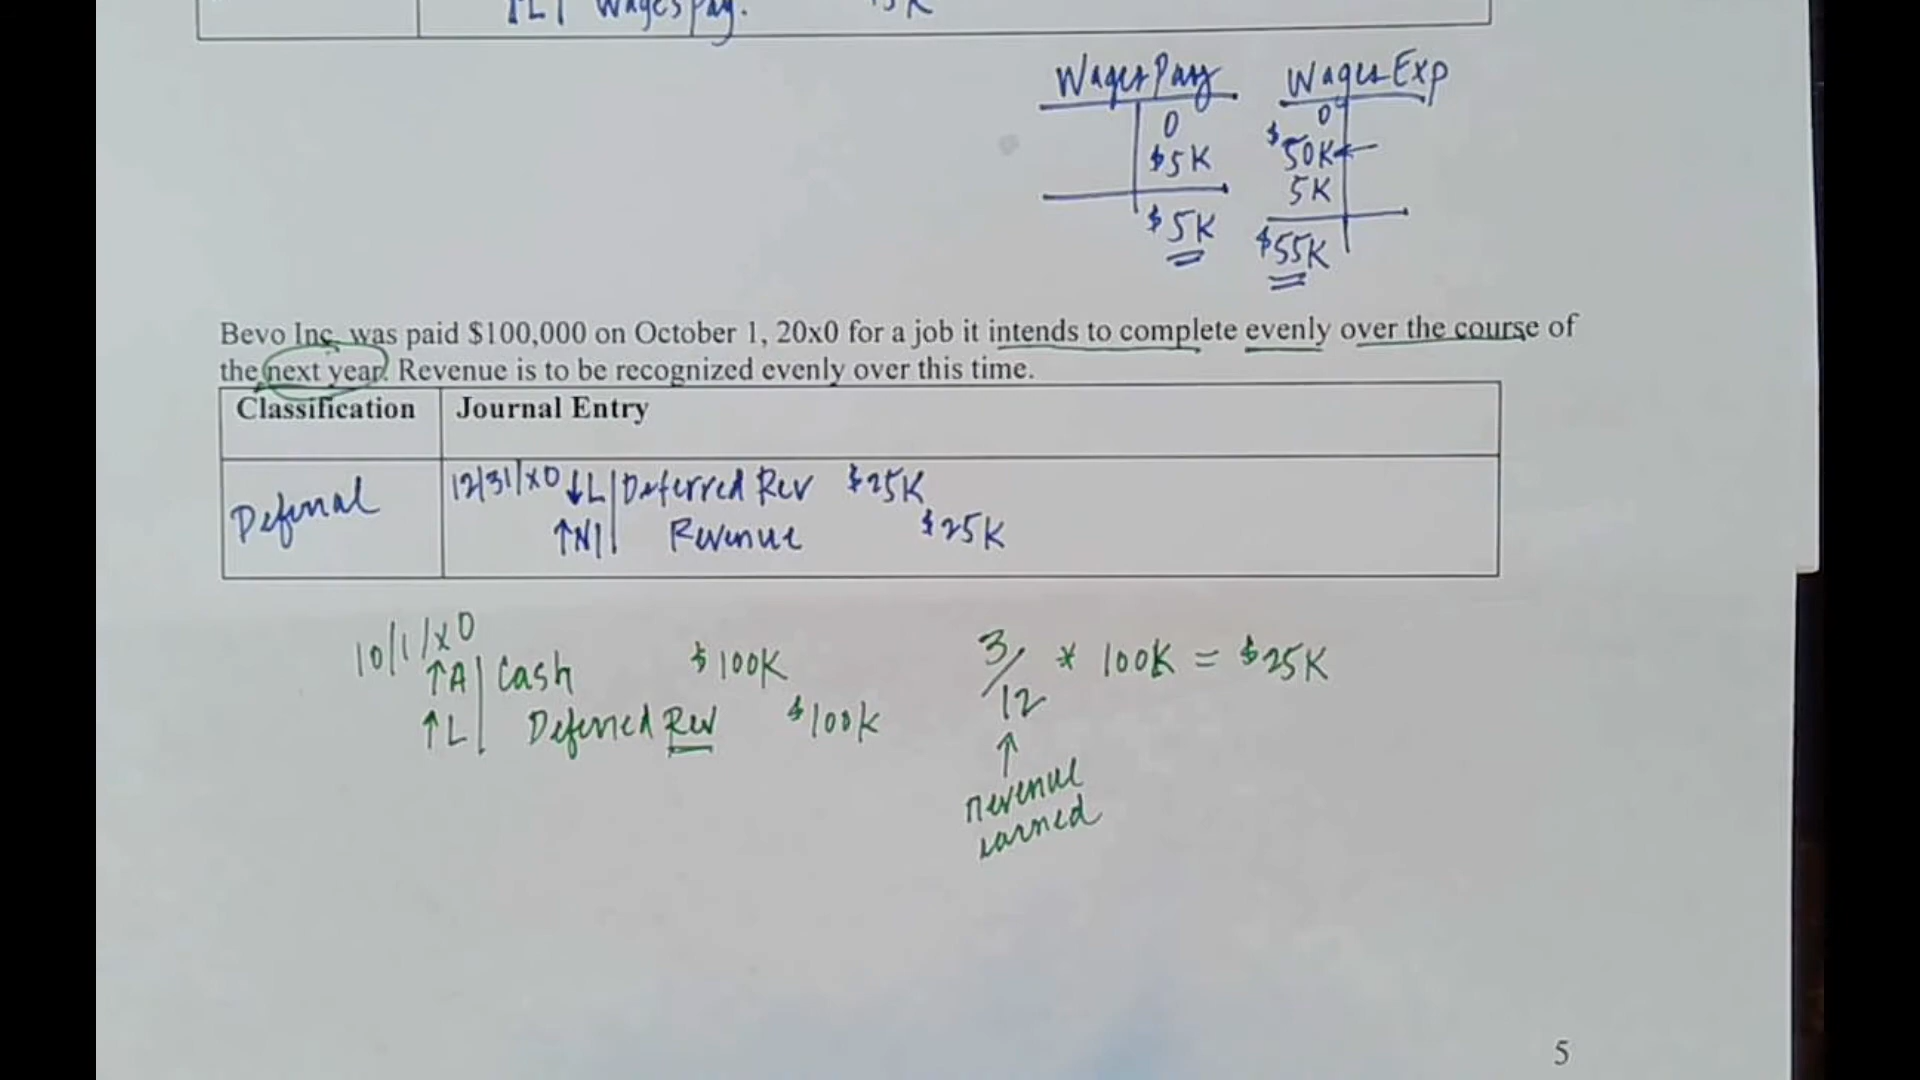 ↑L| Wages Pay. $5K
Wages Pay
0
$5K
$5K
Wages Exp
0
$50K←
5K
$55K
Bevo Inc. was paid $100,000 on October 1, 20x0 for a job it intends to complete evenly over the course of
the next year. Revenue is to be recognized evenly over this time.
Classification Journal Entry
Deferral
12/31/x0 ↓L| Deferred Rev $25K
↑NI| Revenue $25K
10/1/x0
↑A| Cash $100K
↑L| Deferred Rev $100K
3/12 * 100K = $25K
↑
revenue
earned
5